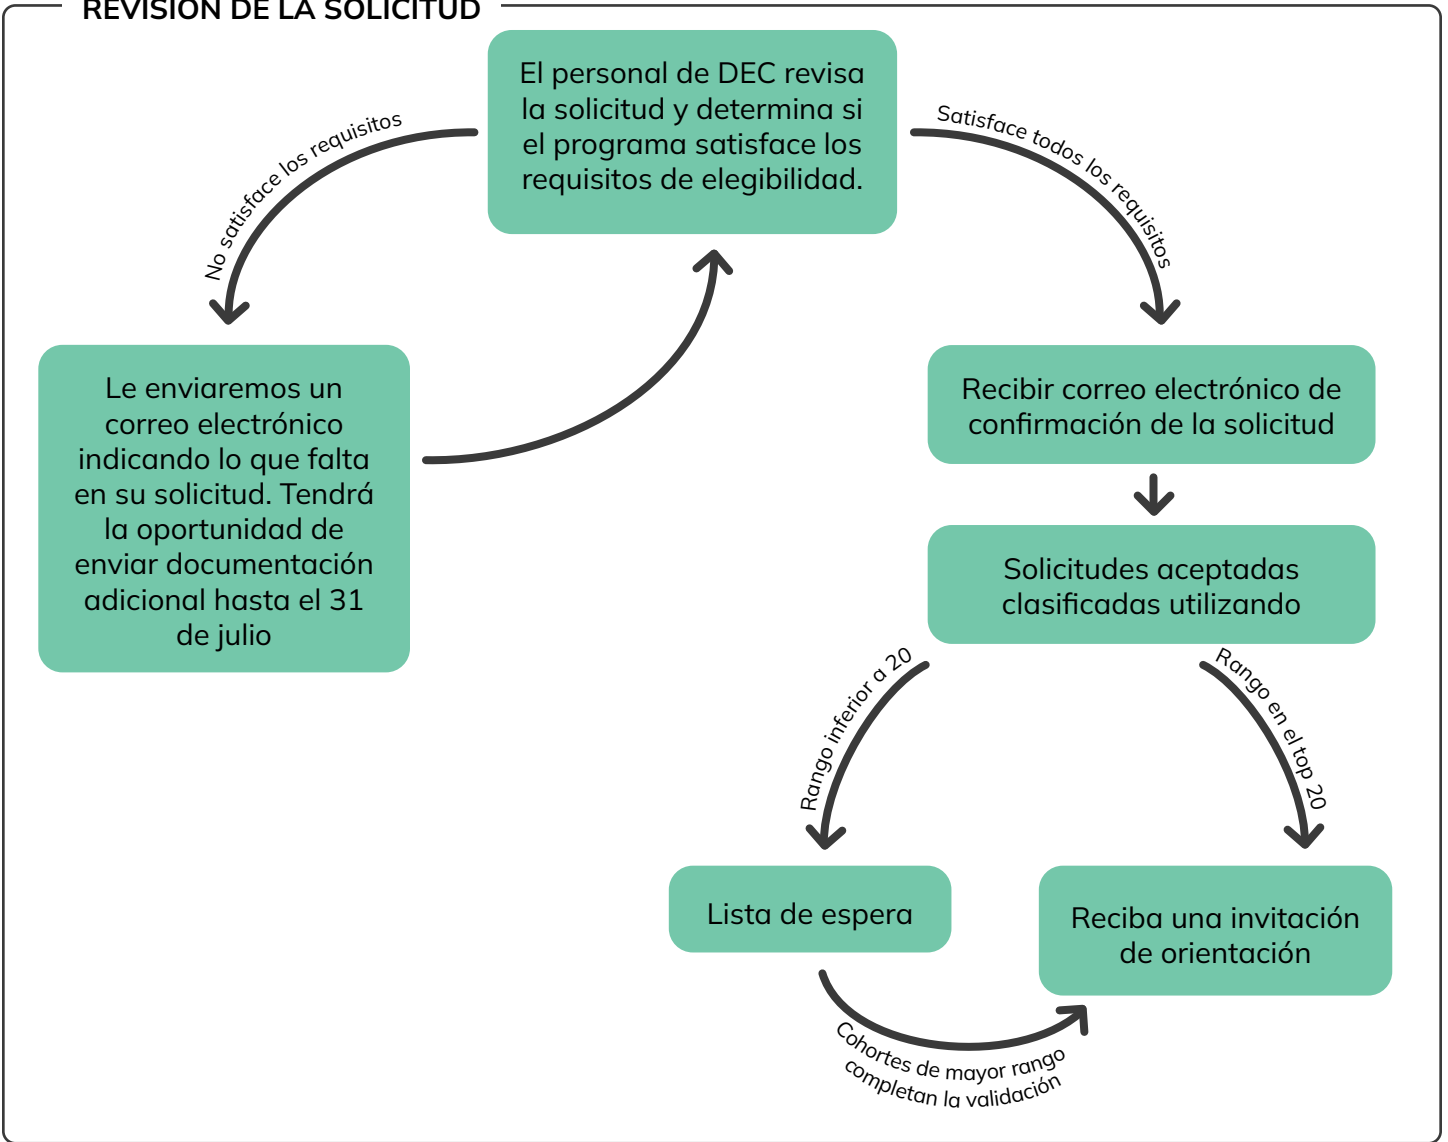 REVISIÓN DE LA SOLICITUD
El personal de DEC revisa
la solicitud y determina si
el programa satisface los
requisitos de elegibilidad.
No satisface los requisitos
Satisface todos los requisitos
Le enviaremos un
correo electrónico
indicando lo que falta
en su solicitud. Tendrá
la oportunidad de
enviar documentación
adicional hasta el 31
de julio
Recibir correo electrónico de
confirmación de la solicitud
Solicitudes aceptadas
clasificadas utilizando
Rango inferior a 20
Rango en el top 20
Lista de espera
Reciba una invitación
de orientación
Cohortes de mayor rango
completan la validación